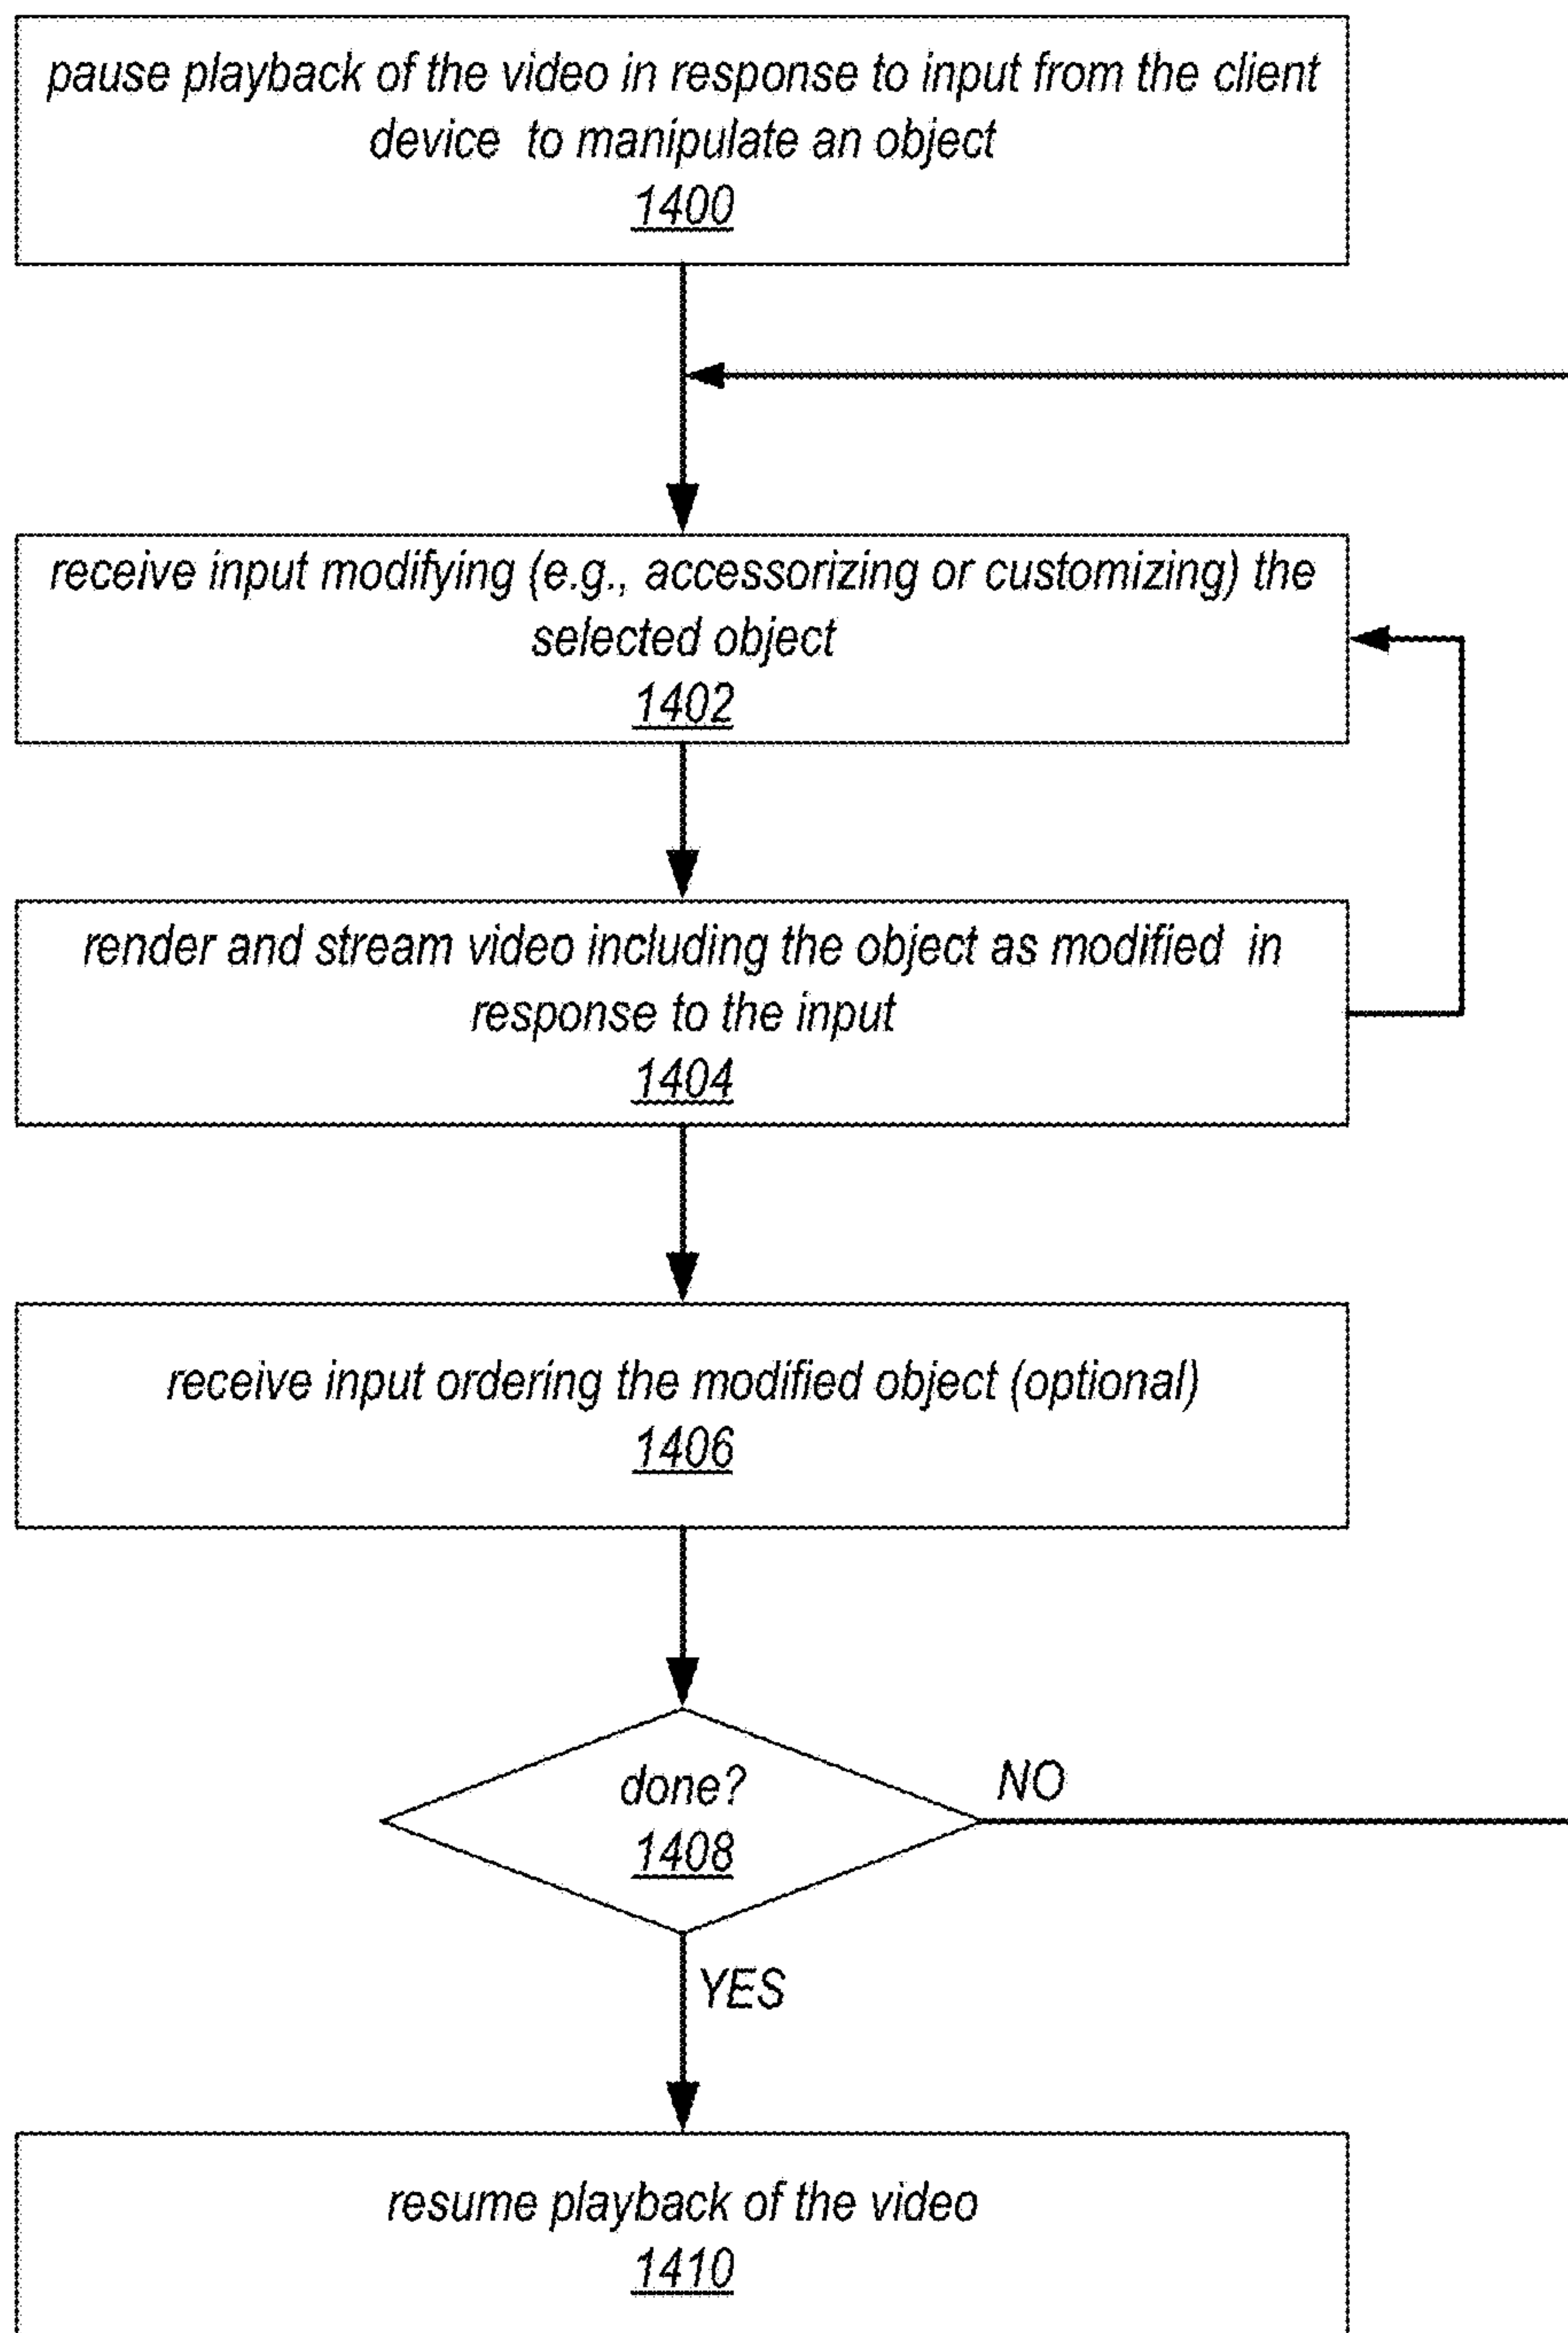 pause playback of the video in response to input from the client
device to manipulate an object
1400
receive input modifying (e.g., accessorizing or customizing) the
selected object
1402
render and stream video including the object as modified in
response to the input
1404
receive input ordering the modified object (optional)
1406
done?
1408
NO
YES
resume playback of the video
1410